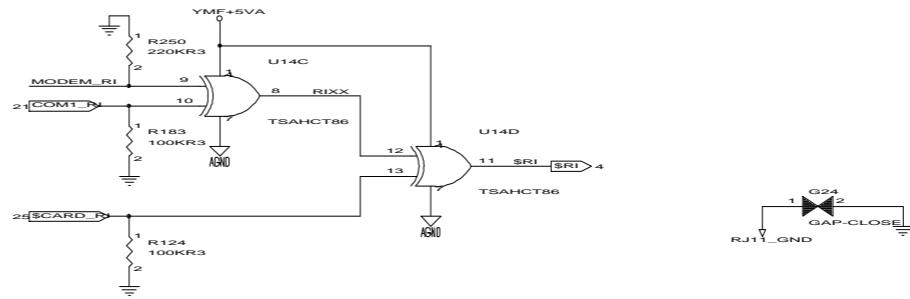 YMF+5VA
1
R250
220KR3
2
U14C
MODEM_RI
9
1
8
RIXX
21
COM1_RI
10
7
TSAHCT86
1
R183
100KR3
2
AGND
U14D
12
1
11
$RI
$RI
4
13
7
TSAHCT86
25
$CARD_RI
1
R124
100KR3
2
AGND
G24
1
2
GAP-CLOSE
RJ11_GND